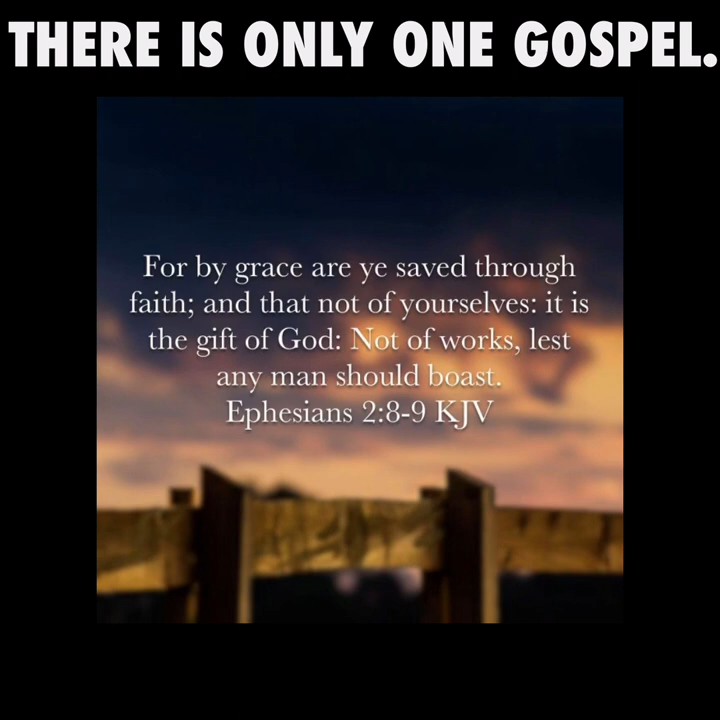 THERE IS ONLY ONE GOSPEL.
For by grace are ye saved through
faith; and that not of yourselves: it is
the gift of God: Not of works, lest
any man should boast.
Ephesians 2:8-9 KJV